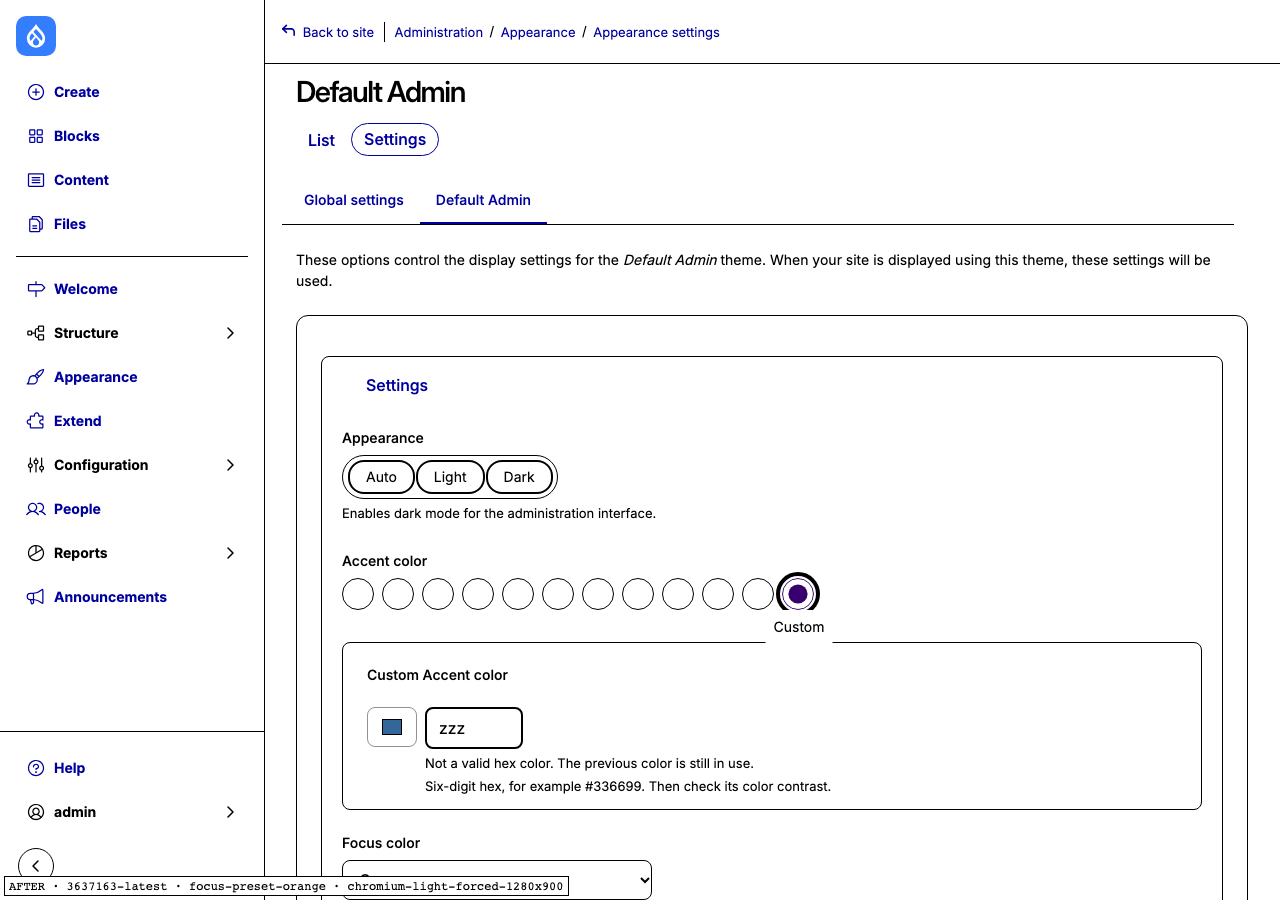 Back to site
Administration / Appearance / Appearance settings
Create
Blocks
Content
Files
Welcome
Structure
Appearance
Extend
Configuration
People
Reports
Announcements
Help
admin
Default Admin
List
Settings
Global settings
Default Admin
These options control the display settings for the Default Admin theme. When your site is displayed using this theme, these settings will be
used.
Settings
Appearance
Auto
Light
Dark
Enables dark mode for the administration interface.
Accent color
Custom
Custom Accent color
zzz
Not a valid hex color. The previous color is still in use.
Six-digit hex, for example #336699. Then check its color contrast.
Focus color
AFTER · 3637163-latest · focus-preset-orange · chromium-light-forced-1280x900